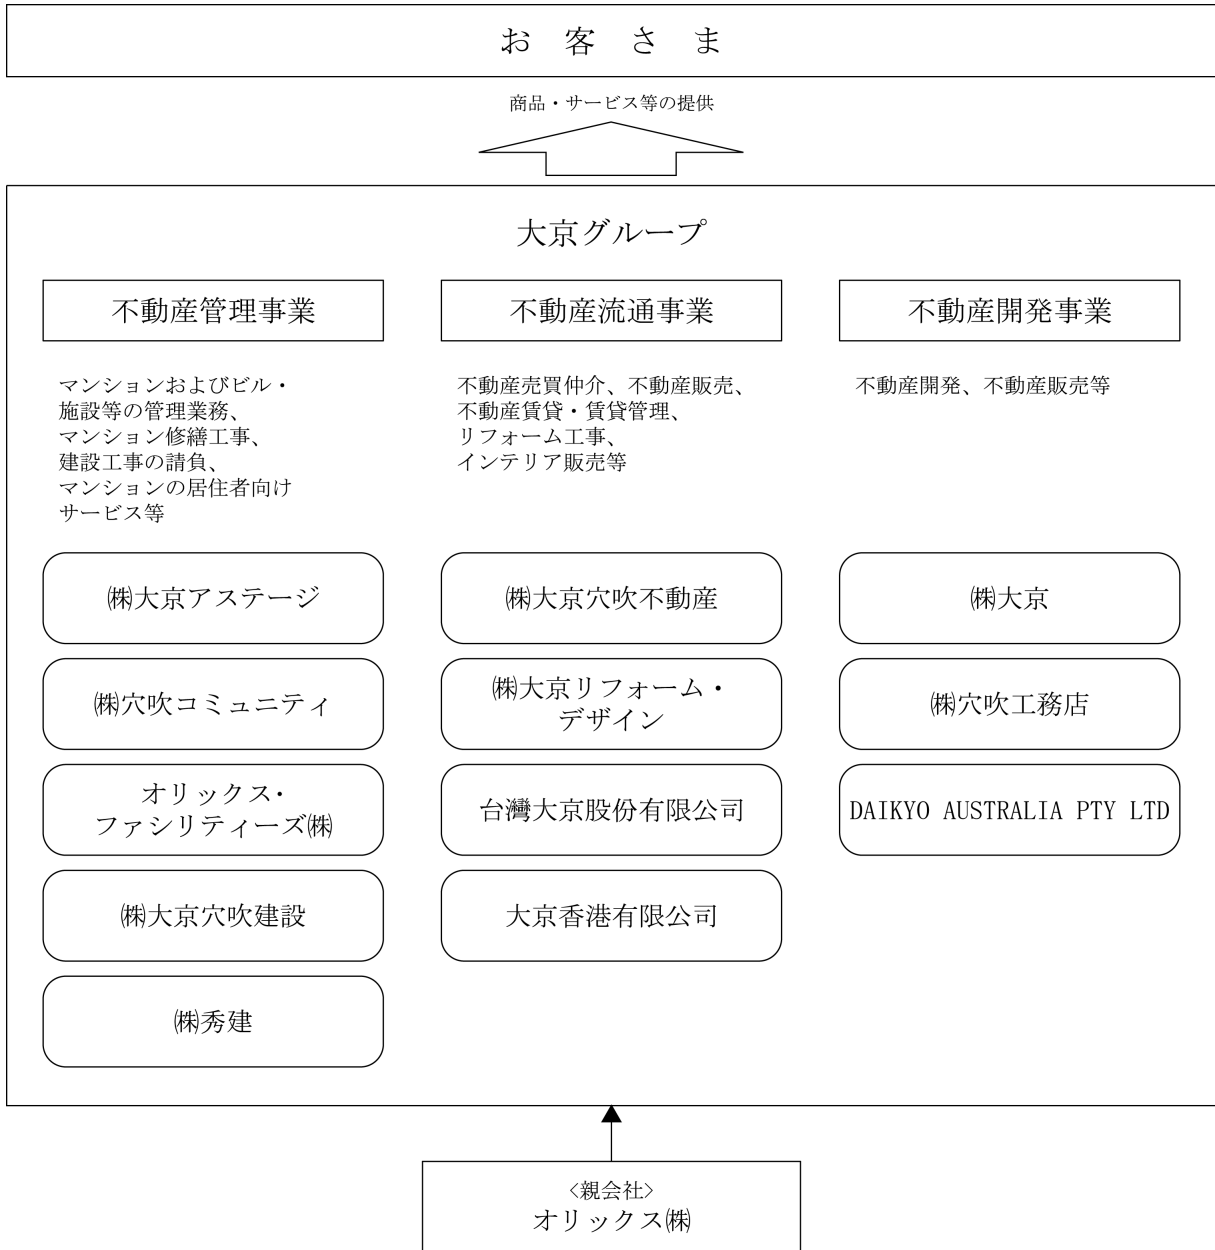 お客さま
商品・サービス等の提供
大京グループ
不動産管理事業
マンションおよびビル・
施設等の管理業務、
マンション修繕工事、
建設工事の請負、
マンションの居住者向け
サービス等
㈱大京アステージ
㈱穴吹コミュニティ
オリックス・
ファシリティーズ㈱
㈱大京穴吹建設
㈱秀建
不動産流通事業
不動産売買仲介、不動産販売、
不動産賃貸・賃貸管理、
リフォーム工事、
インテリア販売等
㈱大京穴吹不動産
㈱大京リフォーム・
デザイン
台灣大京股份有限公司
大京香港有限公司
不動産開発事業
不動産開発、不動産販売等
㈱大京
㈱穴吹工務店
DAIKYO AUSTRALIA PTY LTD
<親会社>
オリックス㈱